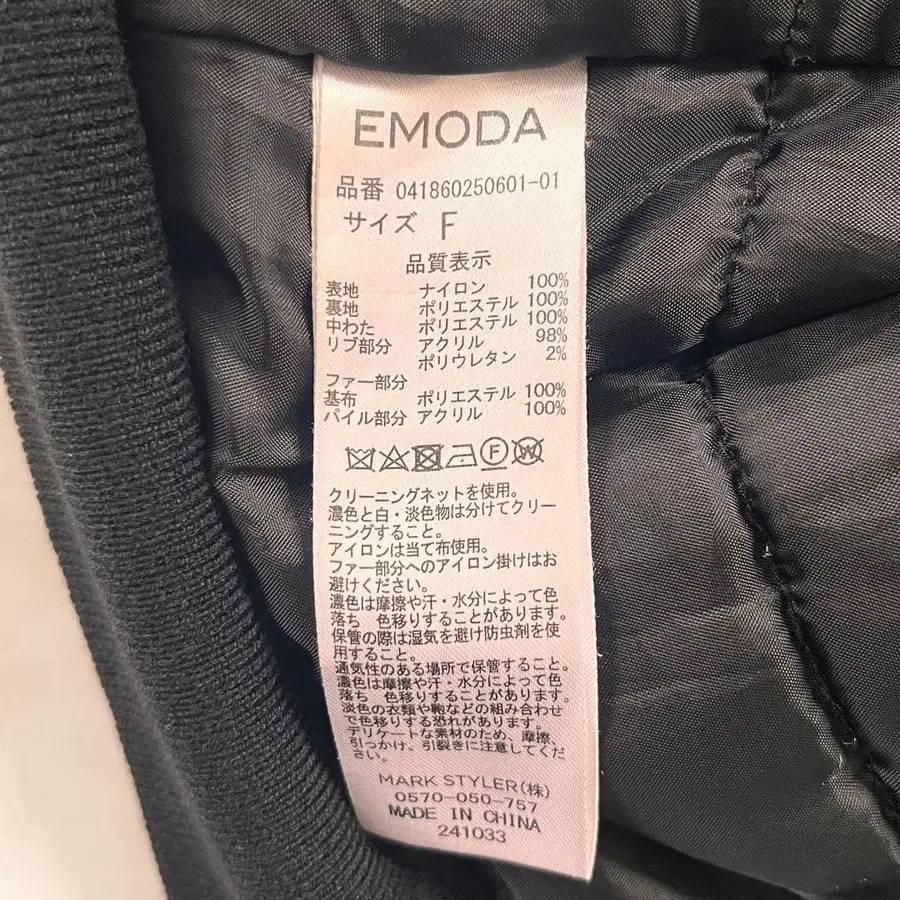 EMODA
品番 041860250601-01
サイズ F
品質表示
表地 ナイロン 100%
裏地 ポリエステル 100%
中わた ポリエステル 100%
リブ部分 アクリル 98%
ポリウレタン 2%
ファー部分
基布 ポリエステル 100%
パイル部分 アクリル 100%
F W
クリーニングネットを使用。
濃色と白・淡色物は分けてクリー
ニングすること。
アイロンは当て布使用。
ファー部分へのアイロン掛けはお
避けください。
濃色は摩擦や汗・水分によって色
落ち 色移りすることがあります。
保管の際は湿気を避け防虫剤を使
用すること。
通気性のある場所で保管すること。
濃色は摩擦や汗・水分によって色
落ち 色移りすることがあります。
淡色の衣類や鞄などの組み合わせ
で色移りする恐れがあります。
デリケートな素材のため、摩擦、
引っかけ、引裂きに注意してくだ
さい。
MARK STYLER(株)
0570-050-757
MADE IN CHINA
241033